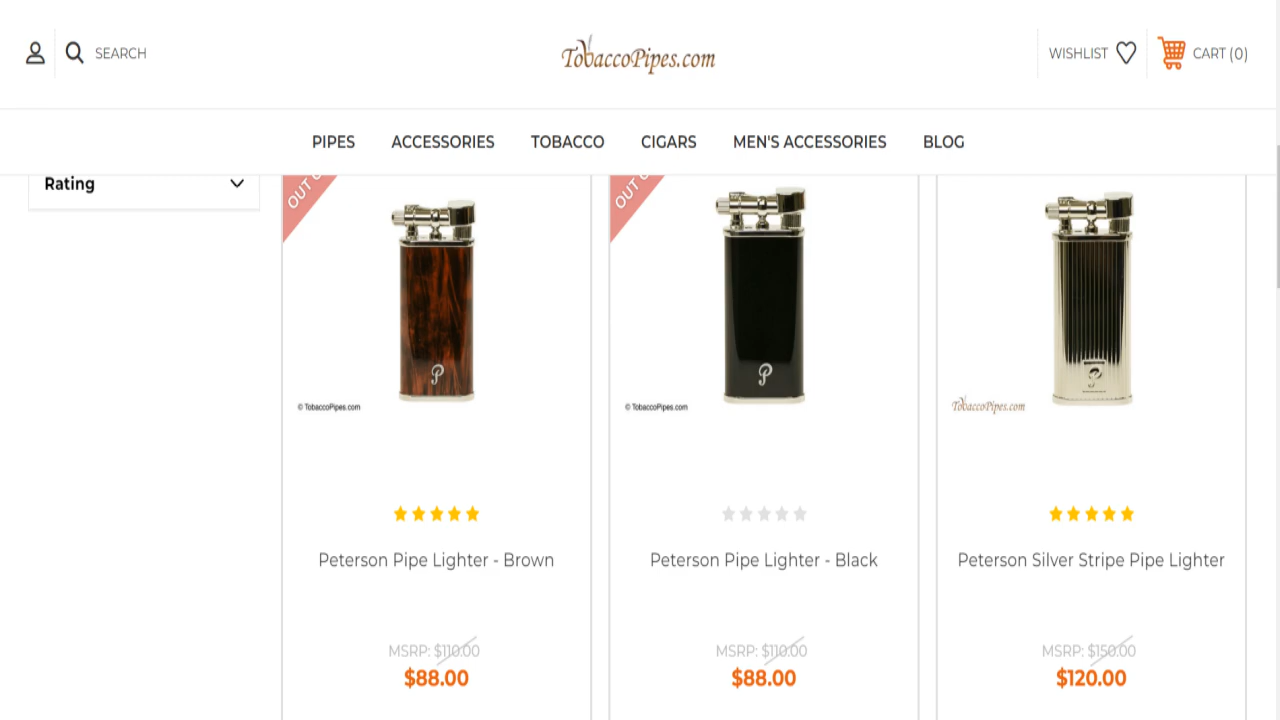 SEARCH
TobaccoPipes.com
WISHLIST
CART (0)
PIPES ACCESSORIES TOBACCO CIGARS MEN'S ACCESSORIES BLOG
Rating
OUT
OUT
P
P
P
© TobaccoPipes.com
© TobaccoPipes.com
TobaccoPipes.com
Peterson Pipe Lighter - Brown
Peterson Pipe Lighter - Black
Peterson Silver Stripe Pipe Lighter
MSRP: $110.00
MSRP: $110.00
MSRP: $150.00
$88.00
$88.00
$120.00